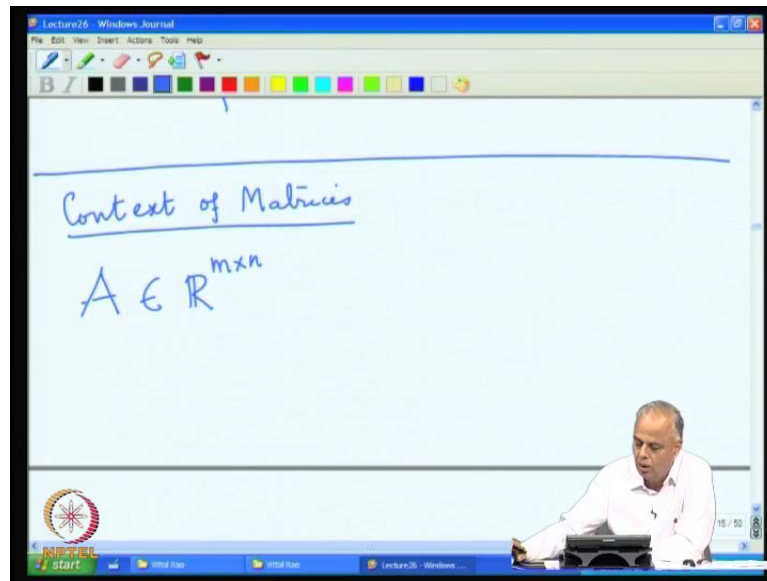 Lecture26 - Windows Journal
File Edit View Insert Actions Tools Help
B I
Context of Matrices
A ∈ ℝ^{m×n}
15 / 50
NPTEL
start Vittal Rao Vittal Rao Lecture26 - Windows ....